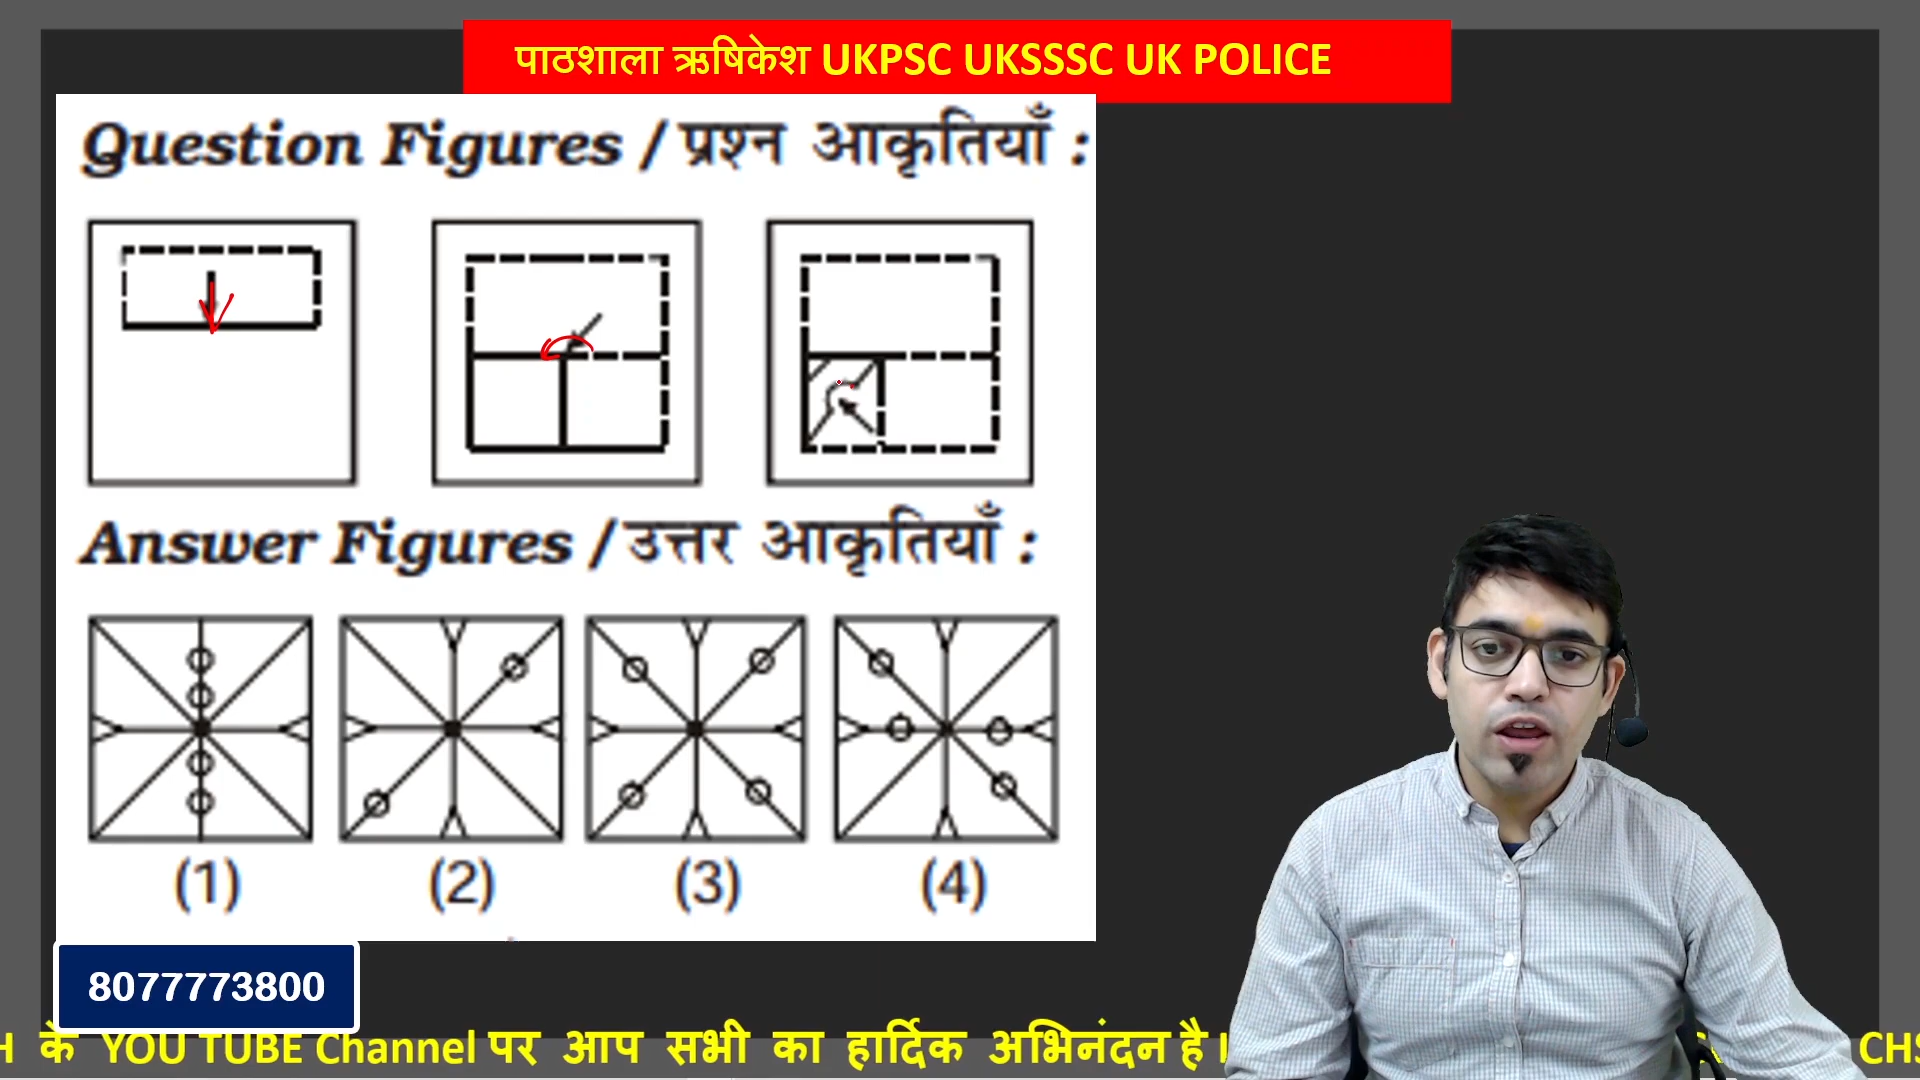 पाठशाला ऋषिकेश UKPSC UKSSSC UK POLICE
Question Figures / प्रश्न आकृतियाँ :
Answer Figures / उत्तर आकृतियाँ :
(1) (2) (3) (4)
8077773800
H के YOU TUBE Channel पर आप सभी का हार्दिक अभिनंदन है I CHS